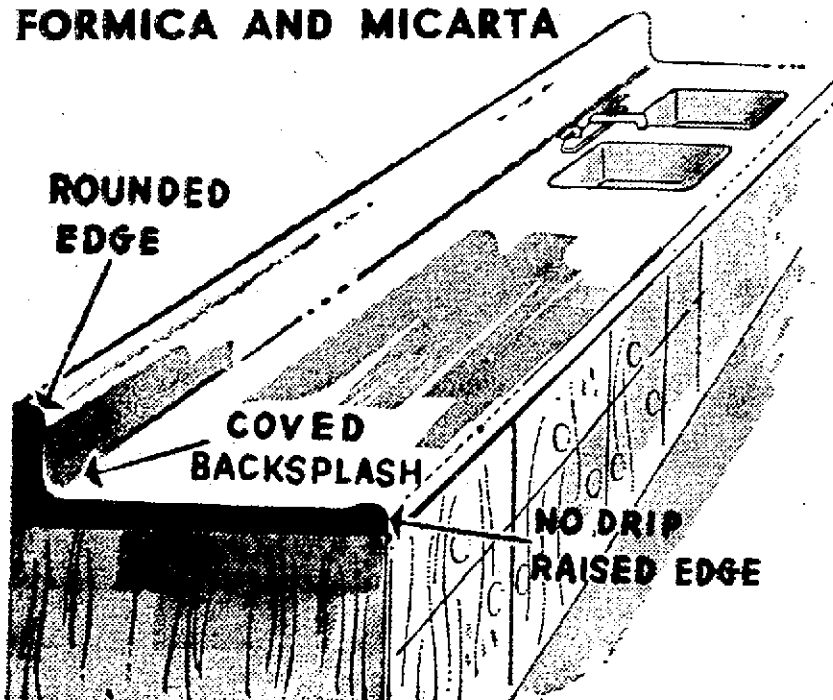 FORMICA AND MICARTA
ROUNDED
EDGE
COVED
BACKSPLASH
NO DRIP
RAISED EDGE